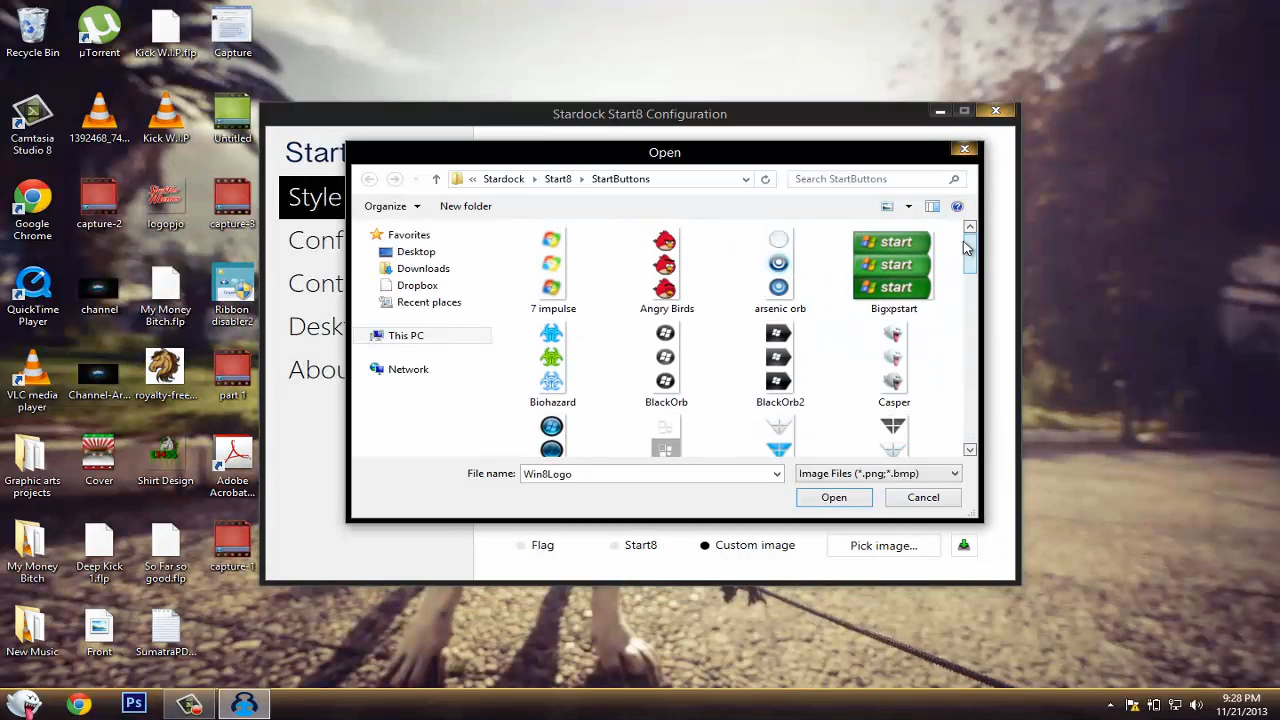 Recycle Bin
µTorrent
Kick W.I.P.flp
Capture
Camtasia Studio 8
1392468_74...
Kick W.I.P
Untitled
Google Chrome
capture-2
logopjo
capture-3
QuickTime Player
channel
My Money Bitch.flp
Ribbon disabler2
VLC media player
Channel-Ar...
royalty-free...
part 1
Graphic arts projects
Cover
Shirt Design
Adobe Acrobat...
My Money Bitch
Deep Kick 1.flp
So Far so good.flp
capture-1
New Music
Front
SumatraPD...
Stardock Start8 Configuration
Start
Style
Conf
Cont
Deskt
Abou
Open
« Stardock Start8 StartButtons
Search StartButtons
Organize
New folder
Favorites
Desktop
Downloads
Dropbox
Recent places
This PC
Network
start
start
start
7 impulse
Angry Birds
arsenic orb
Bigxpstart
Biohazard
BlackOrb
BlackOrb2
Casper
File name:
Win8Logo
Image Files (*.png;*.bmp)
Open
Cancel
Flag
Start8
Custom image
Pick image...
Ps
9:28 PM
11/21/2013